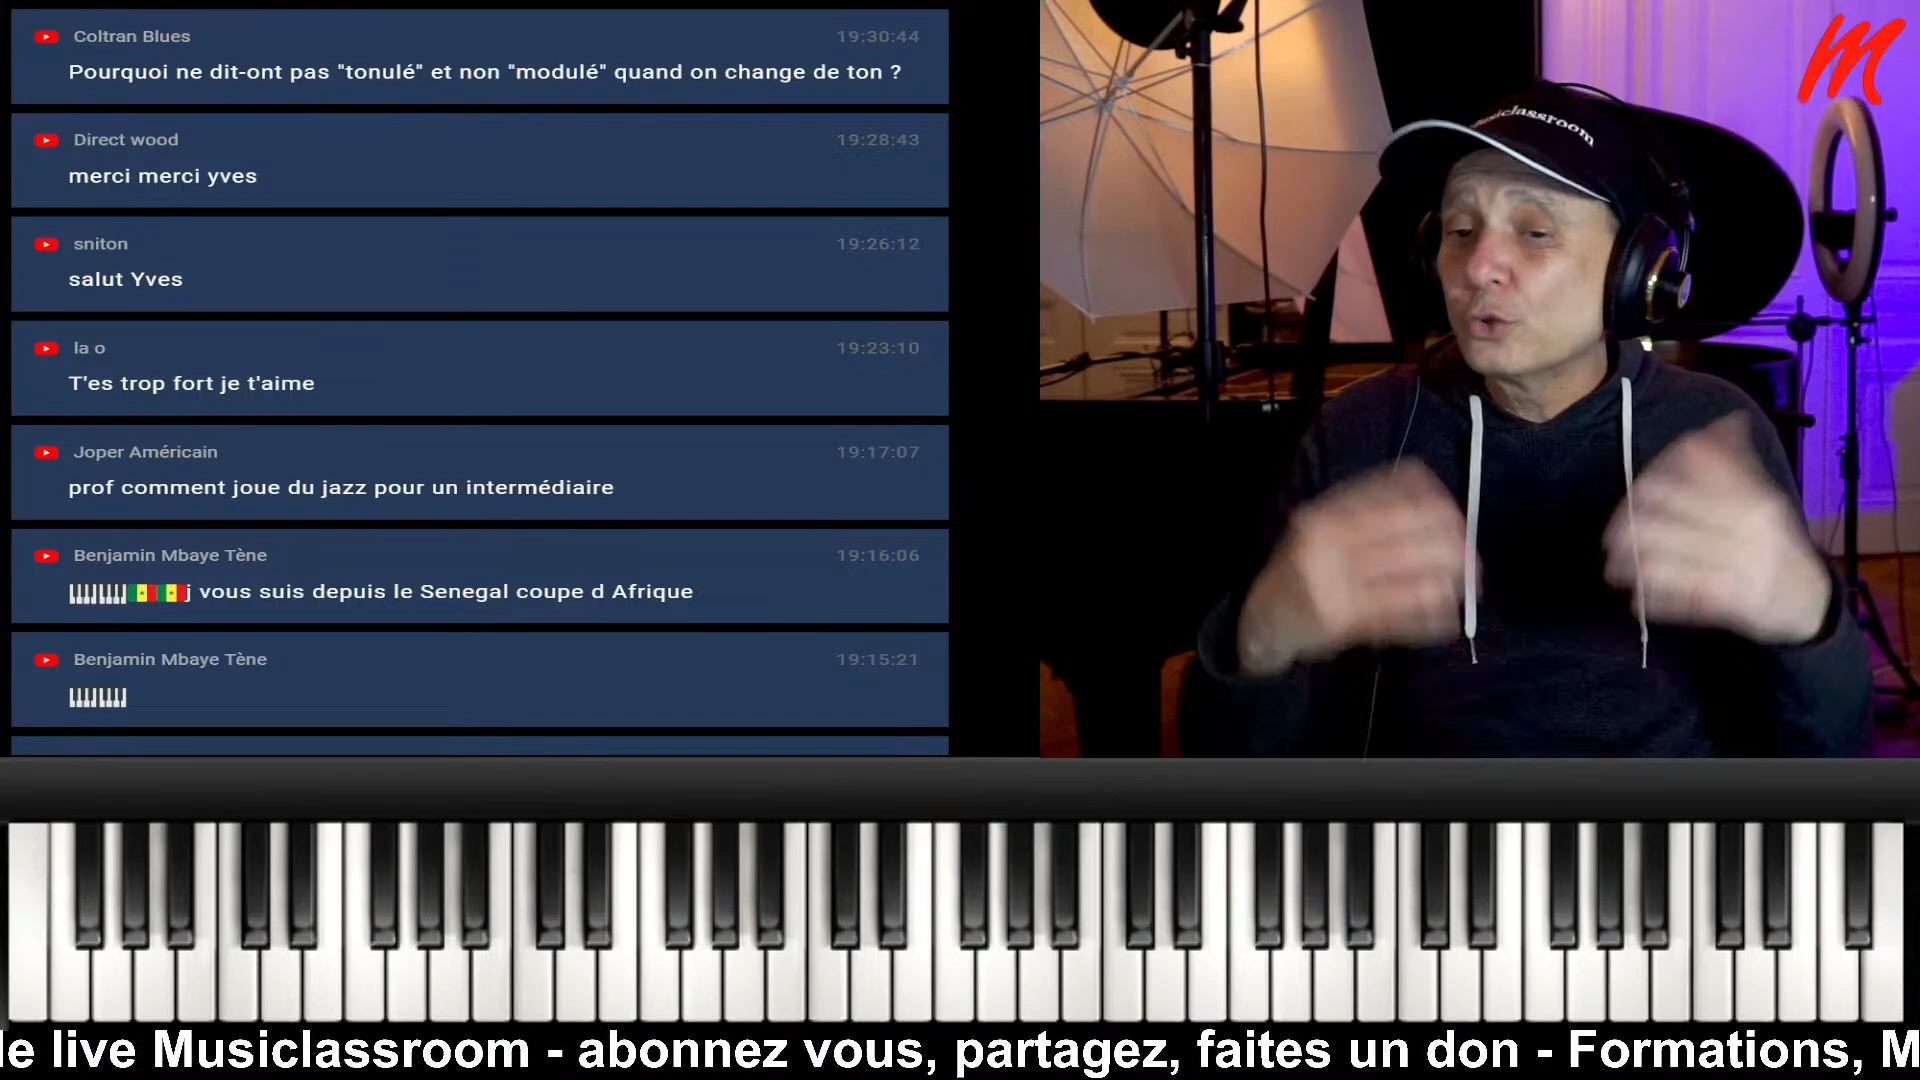 Coltran Blues 19:30:44
Pourquoi ne dit-ont pas "tonulé" et non "modulé" quand on change de ton ?
Direct wood 19:28:43
merci merci yves
sniton 19:26:12
salut Yves
la o 19:23:10
T'es trop fort je t'aime
Joper Américain 19:17:07
prof comment joue du jazz pour un intermédiaire
Benjamin Mbaye Tène 19:16:06
🎹🎹🇸🇳🇸🇳j vous suis depuis le Senegal coupe d Afrique
Benjamin Mbaye Tène 19:15:21
🎹🎹
M
Musiclassroom
le live Musiclassroom - abonnez vous, partagez, faites un don - Formations, M